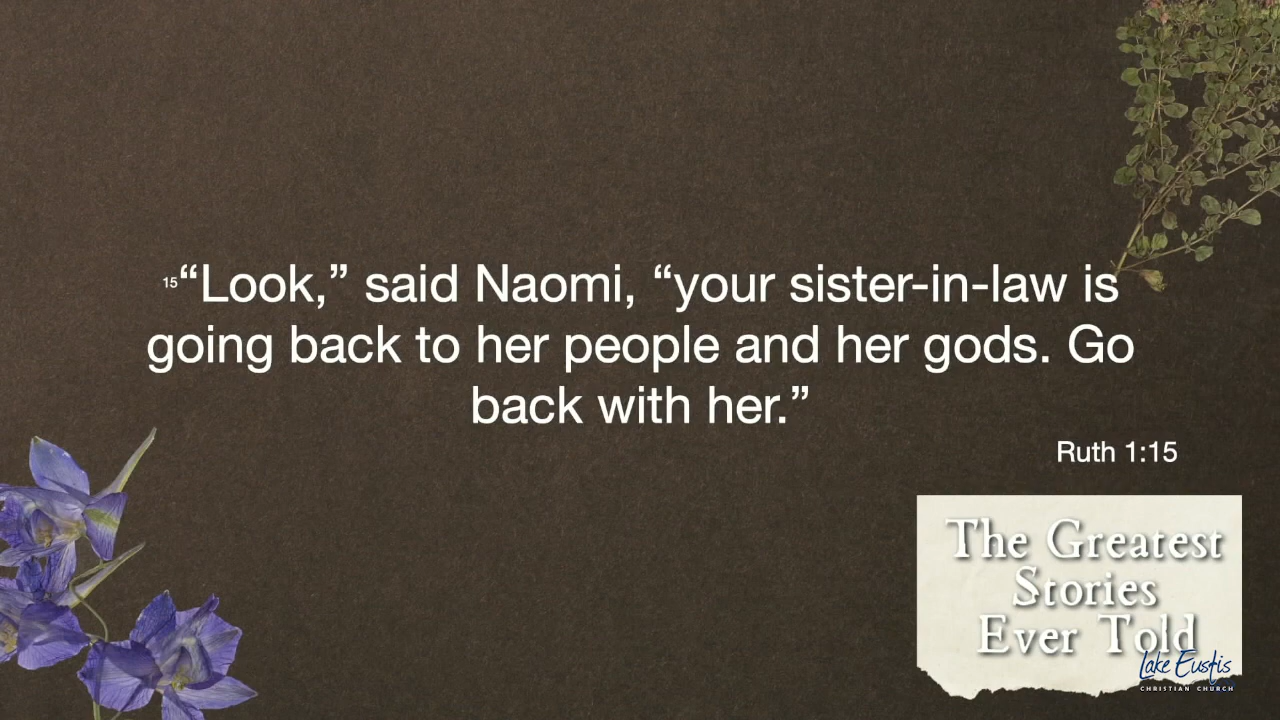 15“Look,” said Naomi, “your sister-in-law is
going back to her people and her gods. Go
back with her.”
Ruth 1:15
The Greatest
Stories
Ever Told
Lake Eustis
CHRISTIAN CHURCH